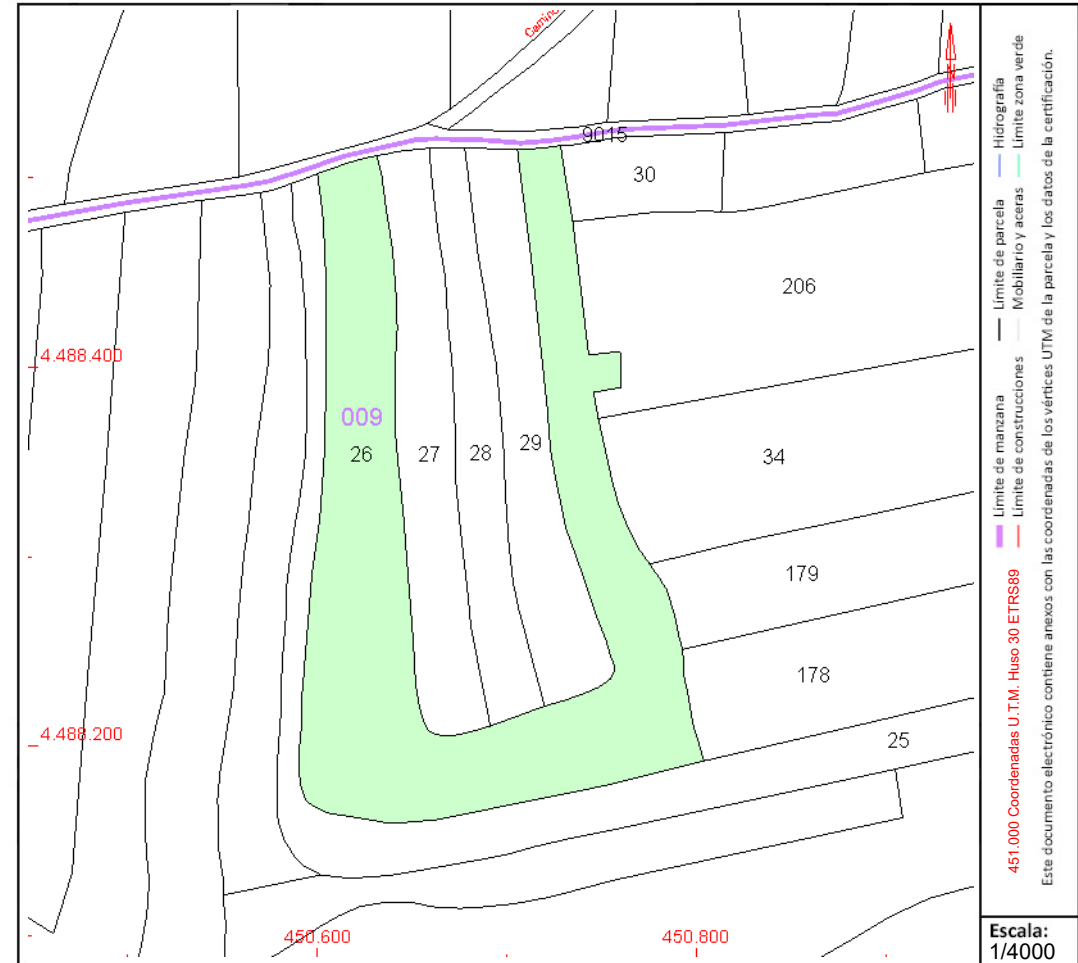 Camino
9015
30
206
4.488.400
009
26
27
28
29
34
179
178
4.488.200
25
450.600
450.800
Hidrografía
Límite zona verde
Límite de parcela
Mobiliario y aceras
Límite de manzana
Límite de construcciones
451.000 Coordenadas U.T.M. Huso 30 ETRS89
Este documento electrónico contiene anexos con las coordenadas de los vértices UTM de la parcela y los datos de la certificación.
Escala:
1/4000